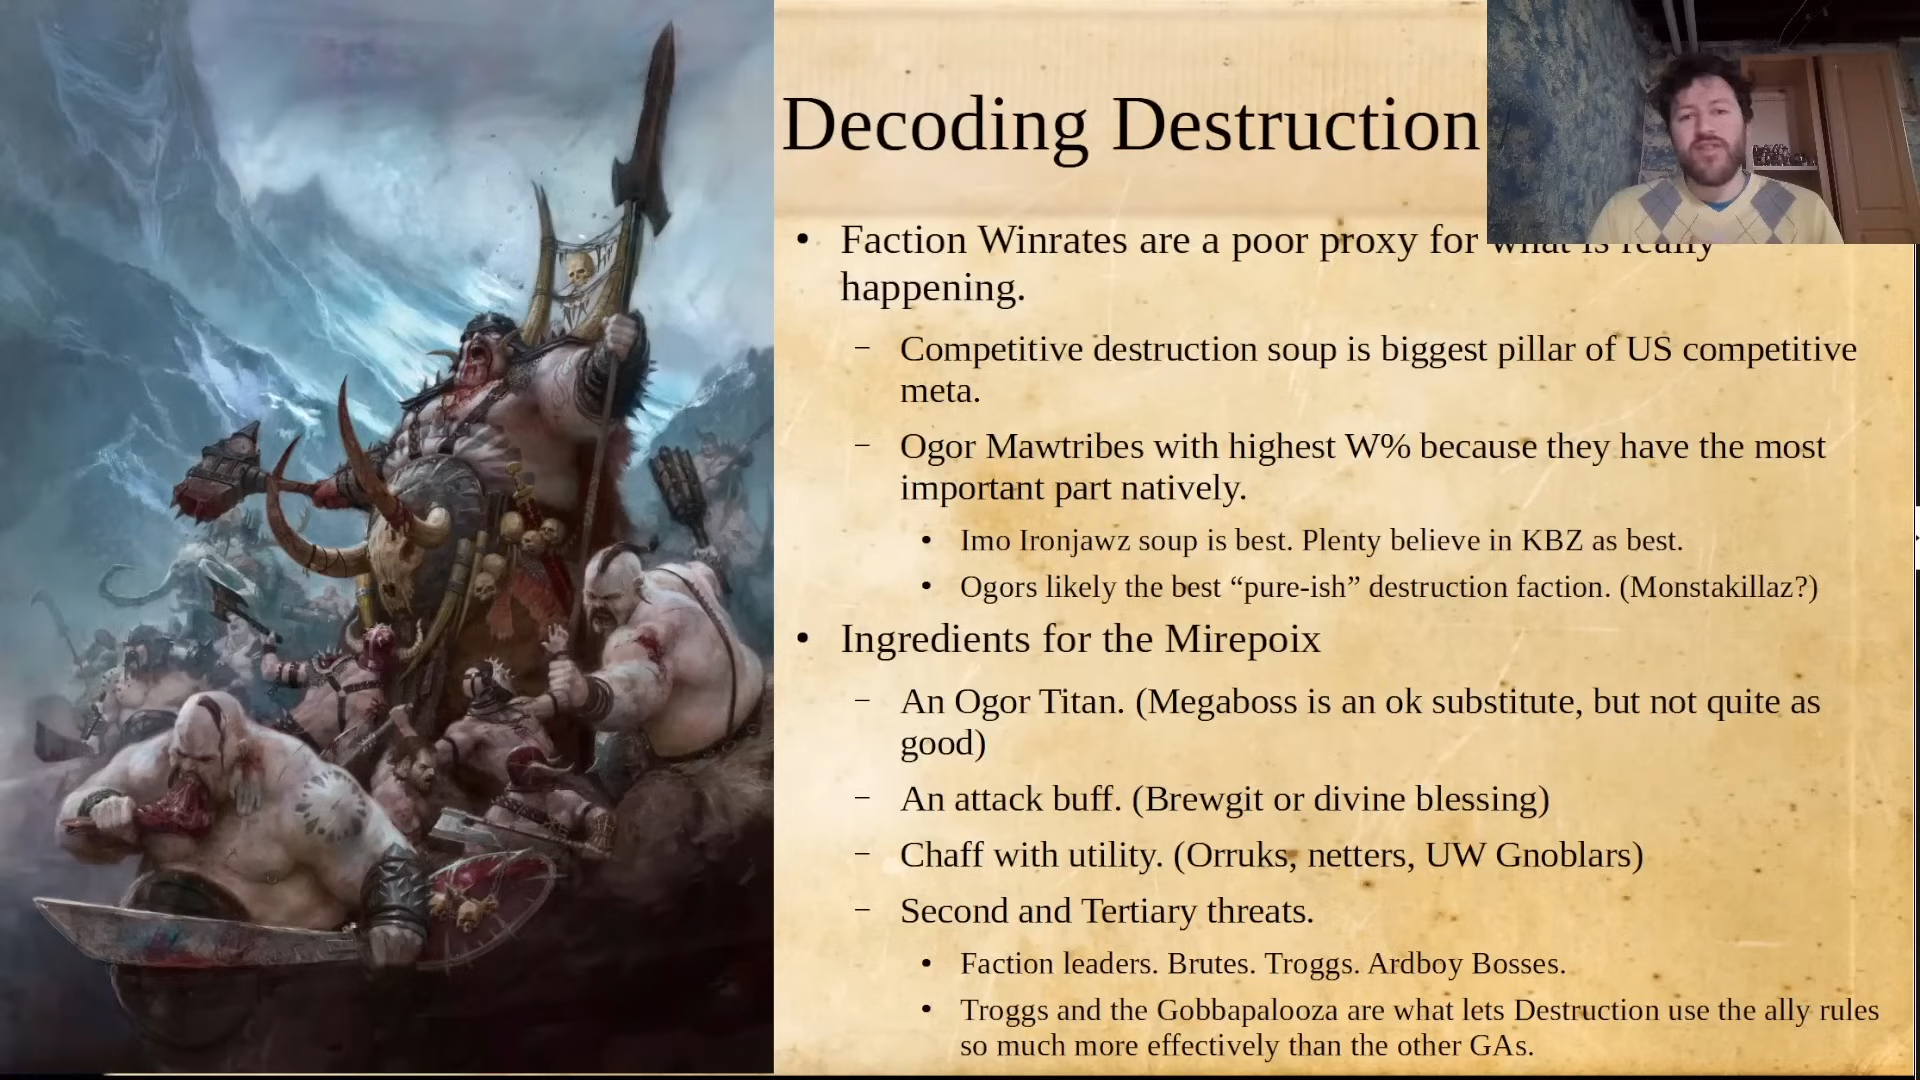 Decoding Destruction
• Faction Winrates are a poor proxy for what is really
happening.
– Competitive destruction soup is biggest pillar of US competitive
meta.
– Ogor Mawtribes with highest W% because they have the most
important part natively.
• Imo Ironjawz soup is best. Plenty believe in KBZ as best.
• Ogors likely the best “pure-ish” destruction faction. (Monstakillaz?)
• Ingredients for the Mirepoix
– An Ogor Titan. (Megaboss is an ok substitute, but not quite as
good)
– An attack buff. (Brewgit or divine blessing)
– Chaff with utility. (Orruks, netters, UW Gnoblars)
– Second and Tertiary threats.
• Faction leaders. Brutes. Troggs. Ardboy Bosses.
• Troggs and the Gobbapalooza are what lets Destruction use the ally rules
so much more effectively than the other GAs.